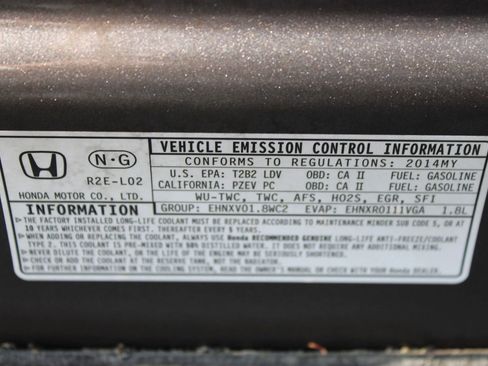 VEHICLE EMISSION CONTROL INFORMATION
CONFORMS TO REGULATIONS: 2014MY
U.S. EPA: T2B2 LDV OBD: CA II FUEL: GASOLINE
CALIFORNIA: PZEV PC OBD: CA II FUEL: GASOLINE
WU-TWC, TWC, AFS, HO2S, EGR, SFI
GROUP: EHNXV01.8WC2 EVAP: EHNXR0111VGA 1.8L
N·G
R2E-L02
HONDA MOTOR CO., LTD.
INFORMATION
THE FACTORY INSTALLED LONG-LIFE COOLANT MUST BE REPLACED ACCORDING TO MAINTENANCE MINDER SUB CODE 5, OR AT
10 YEARS WHICHEVER COMES FIRST, THEREAFTER EVERY 5 YEARS.
WHEN ADDING OR REPLACING THE COOLANT, ALWAYS USE Honda RECOMMENDED GENUINE LONG-LIFE ANTI-FREEZE/COOLANT
TYPE 2. THIS COOLANT IS PRE-MIXED WITH 50% DISTILLED WATER, AND DOES NOT REQUIRE ADDITIONAL MIXING.
NEVER DILUTE THE COOLANT, OR THE LIFE OF THE ENGINE MAY BE SERIOUSLY SHORTENED.
CHECK OR ADD COOLANT AT THE RESERVE TANK, NOT THE RADIATOR.
FOR FURTHER INFORMATION ON THE COOLING SYSTEM, READ THE OWNER'S MANUAL OR CHECK WITH YOUR Honda DEALER.